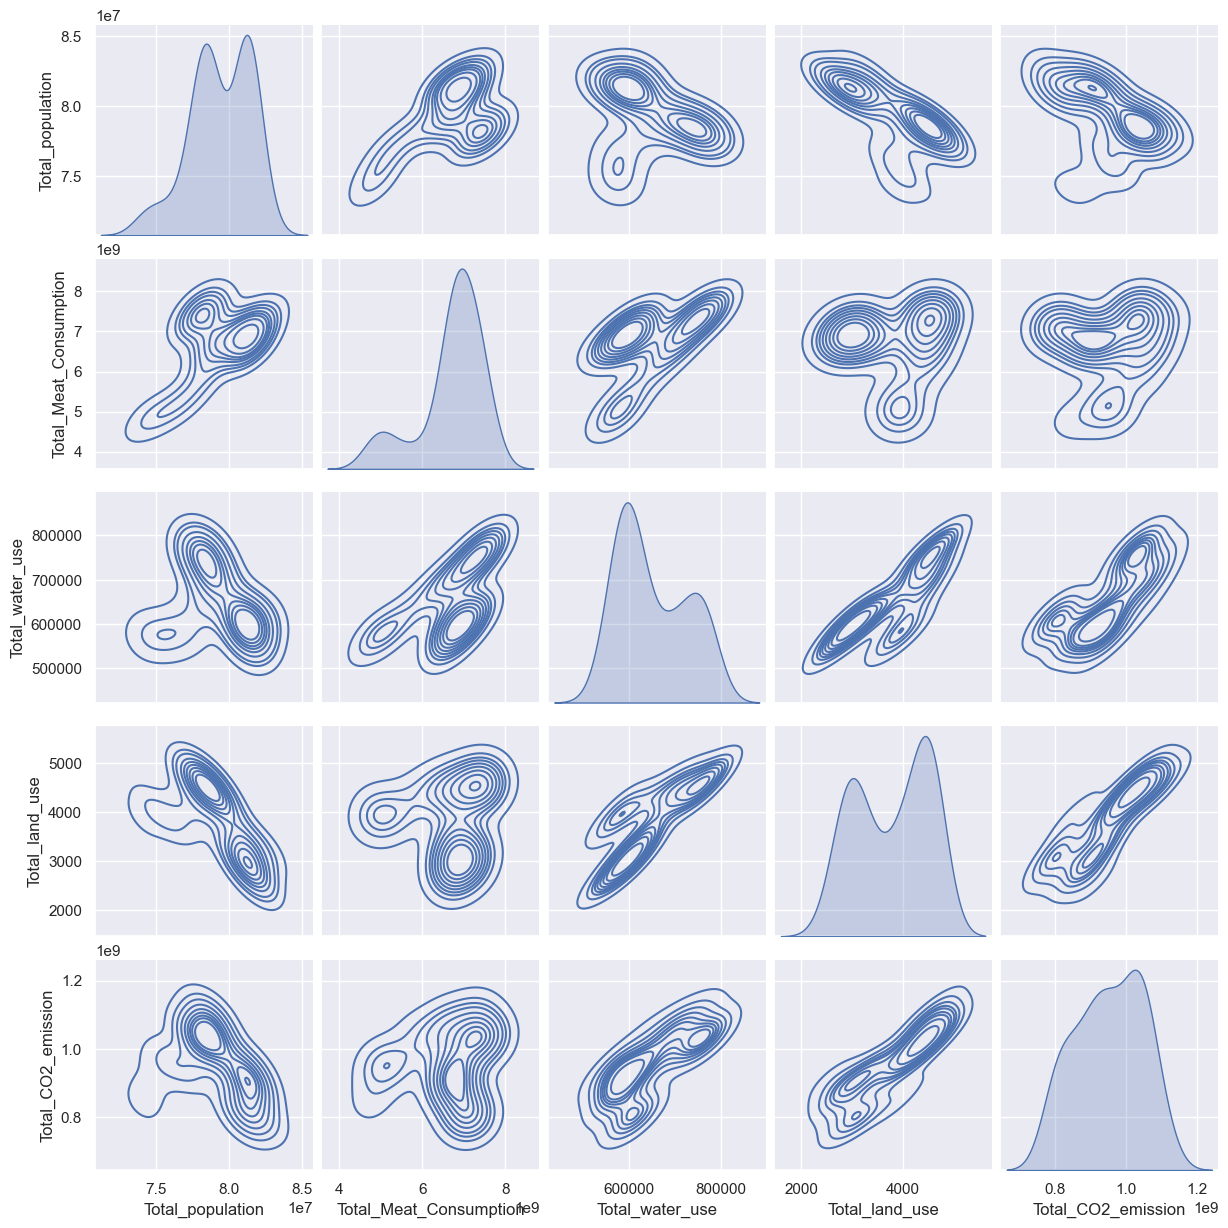 1e7
8.5
8.0
7.5
Total_population
1e9
8
7
6
5
4
Total_Meat_Consumption
800000
700000
600000
500000
Total_water_use
5000
4000
3000
2000
Total_land_use
1e9
1.2
1.0
0.8
Total_CO2_emission
7.5 8.0 8.5 4 6 8 600000 800000 2000 4000 0.8 1.0 1.2
Total_population 1e7 Total_Meat_Consumption 1e9 Total_water_use Total_land_use Total_CO2_emission 1e9